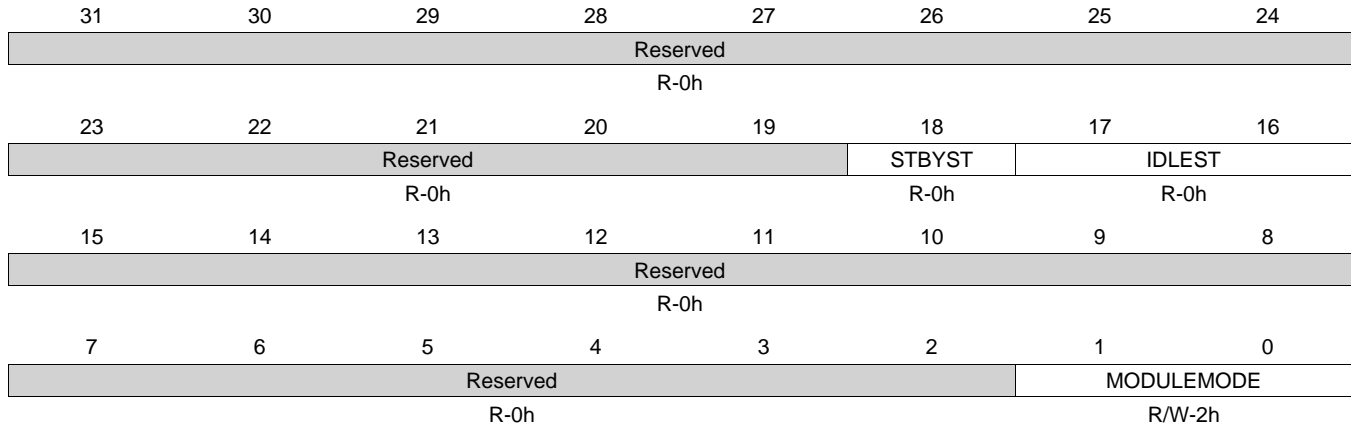 31 30 29 28 27 26 25 24
Reserved
R-0h
23 22 21 20 19 18 17 16
Reserved STBYST IDLEST
R-0h R-0h R-0h
15 14 13 12 11 10 9 8
Reserved
R-0h
7 6 5 4 3 2 1 0
Reserved MODULEMODE
R-0h R/W-2h